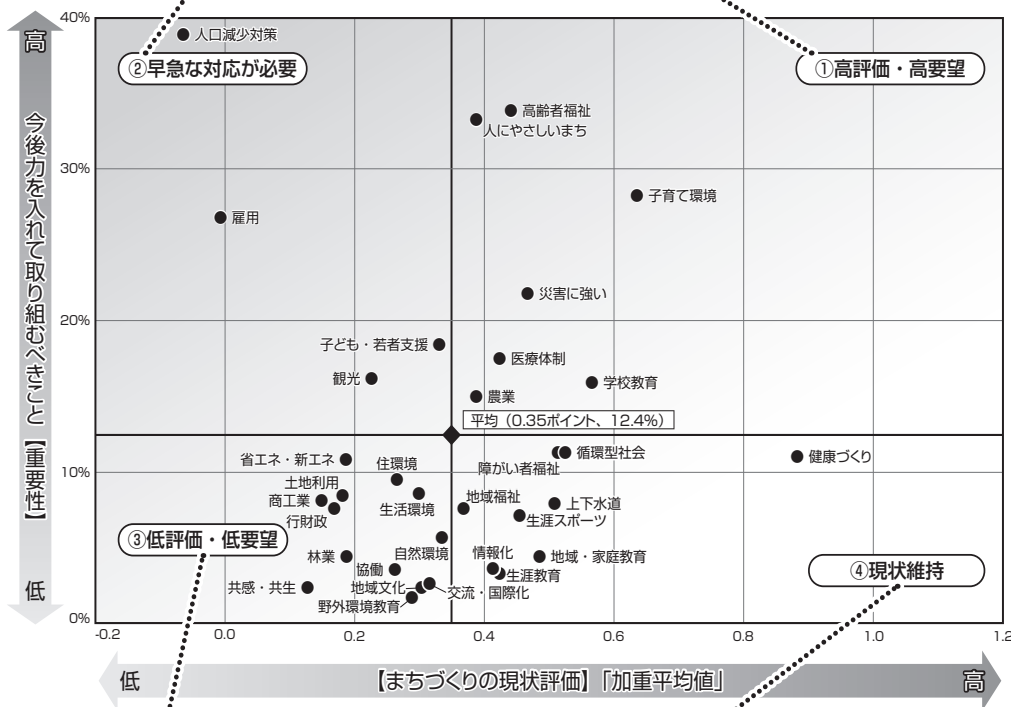 40%
人口減少対策
高
②早急な対応が必要
①高評価・高要望
高齢者福祉
人にやさしいまち
今後力を入れて取り組むべきこと【重要性】
30%
子育て環境
雇用
災害に強い
20%
子ども・若者支援
医療体制
観光
学校教育
農業
平均（0.35ポイント、12.4%）
省エネ・新エネ
住環境
循環型社会
健康づくり
障がい者福祉
10%
土地利用
商工業
生活環境
地域福祉
上下水道
行財政
生涯スポーツ
③低評価・低要望
自然環境
情報化
地域・家庭教育
林業
協働
生涯教育
④現状維持
共感・共生
地域文化
交流・国際化
低
野外環境教育
0%
-0.2
0.0
0.2
0.4
0.6
0.8
1.0
1.2
低
【まちづくりの現状評価】「加重平均値」
高